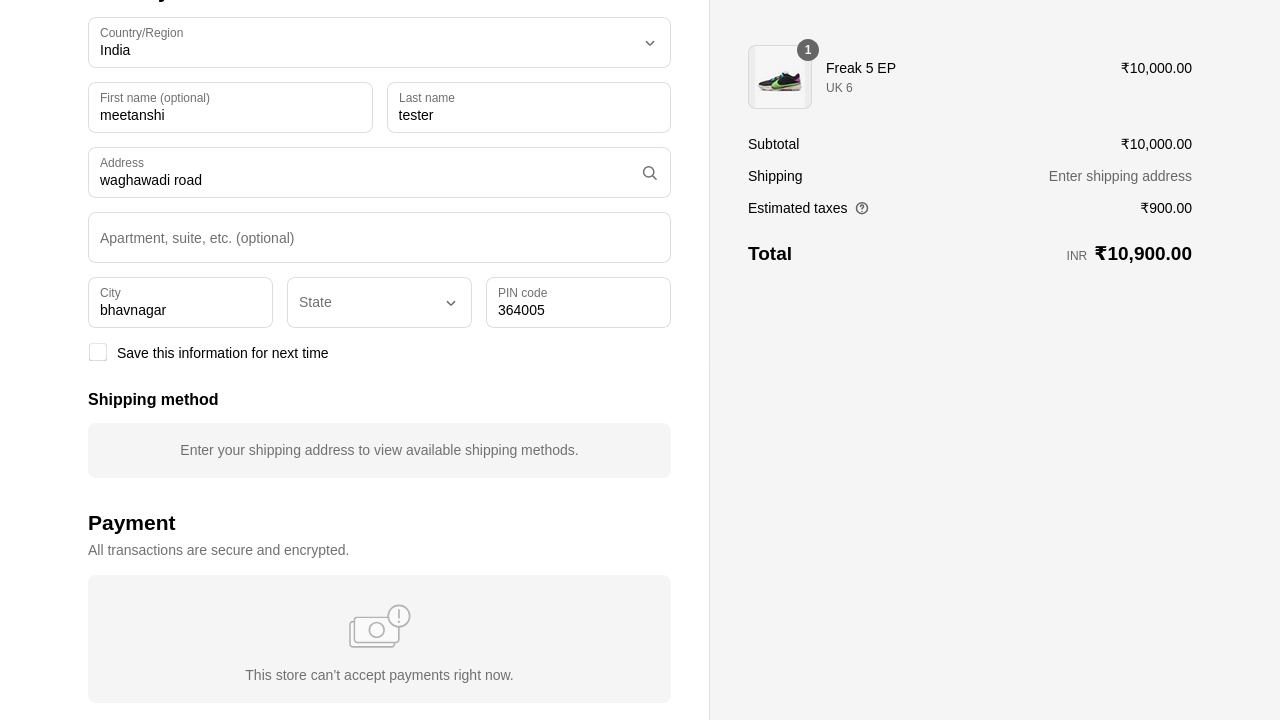 Country/Region
India
First name (optional)
meetanshi
Last name
tester
Address
waghawadi road
Apartment, suite, etc. (optional)
City
bhavnagar
State
PIN code
364005
Save this information for next time
Shipping method
Enter your shipping address to view available shipping methods.
Payment
All transactions are secure and encrypted.
This store can't accept payments right now.
1
Freak 5 EP
UK 6
₹10,000.00
Subtotal ₹10,000.00
Shipping Enter shipping address
Estimated taxes ₹900.00
Total INR ₹10,900.00